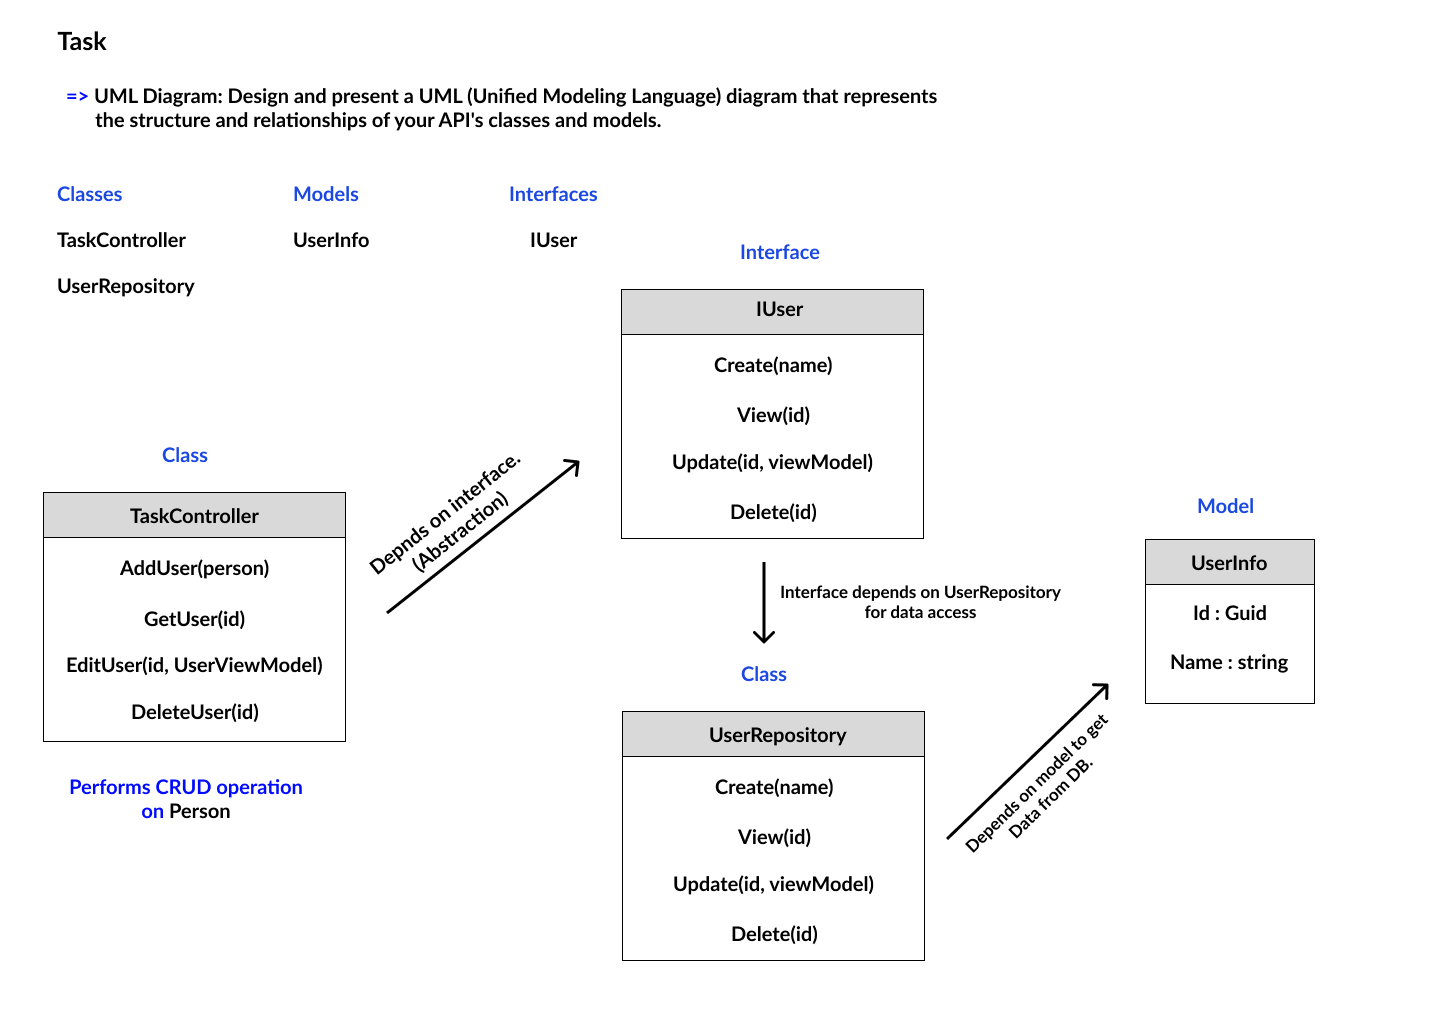 Task
=> UML Diagram: Design and present a UML (Unified Modeling Language) diagram that represents
the structure and relationships of your API's classes and models.
Classes
Models
Interfaces
TaskController
UserInfo
IUser
UserRepository
Interface
IUser
Create(name)
View(id)
Update(id, viewModel)
Delete(id)
Class
TaskController
AddUser(person)
GetUser(id)
EditUser(id, UserViewModel)
DeleteUser(id)
Performs CRUD operation
on Person
Depnds on interface.
(Abstraction)
Interface depends on UserRepository
for data access
Class
UserRepository
Create(name)
View(id)
Update(id, viewModel)
Delete(id)
Depends on model to get
Data from DB.
Model
UserInfo
Id : Guid
Name : string